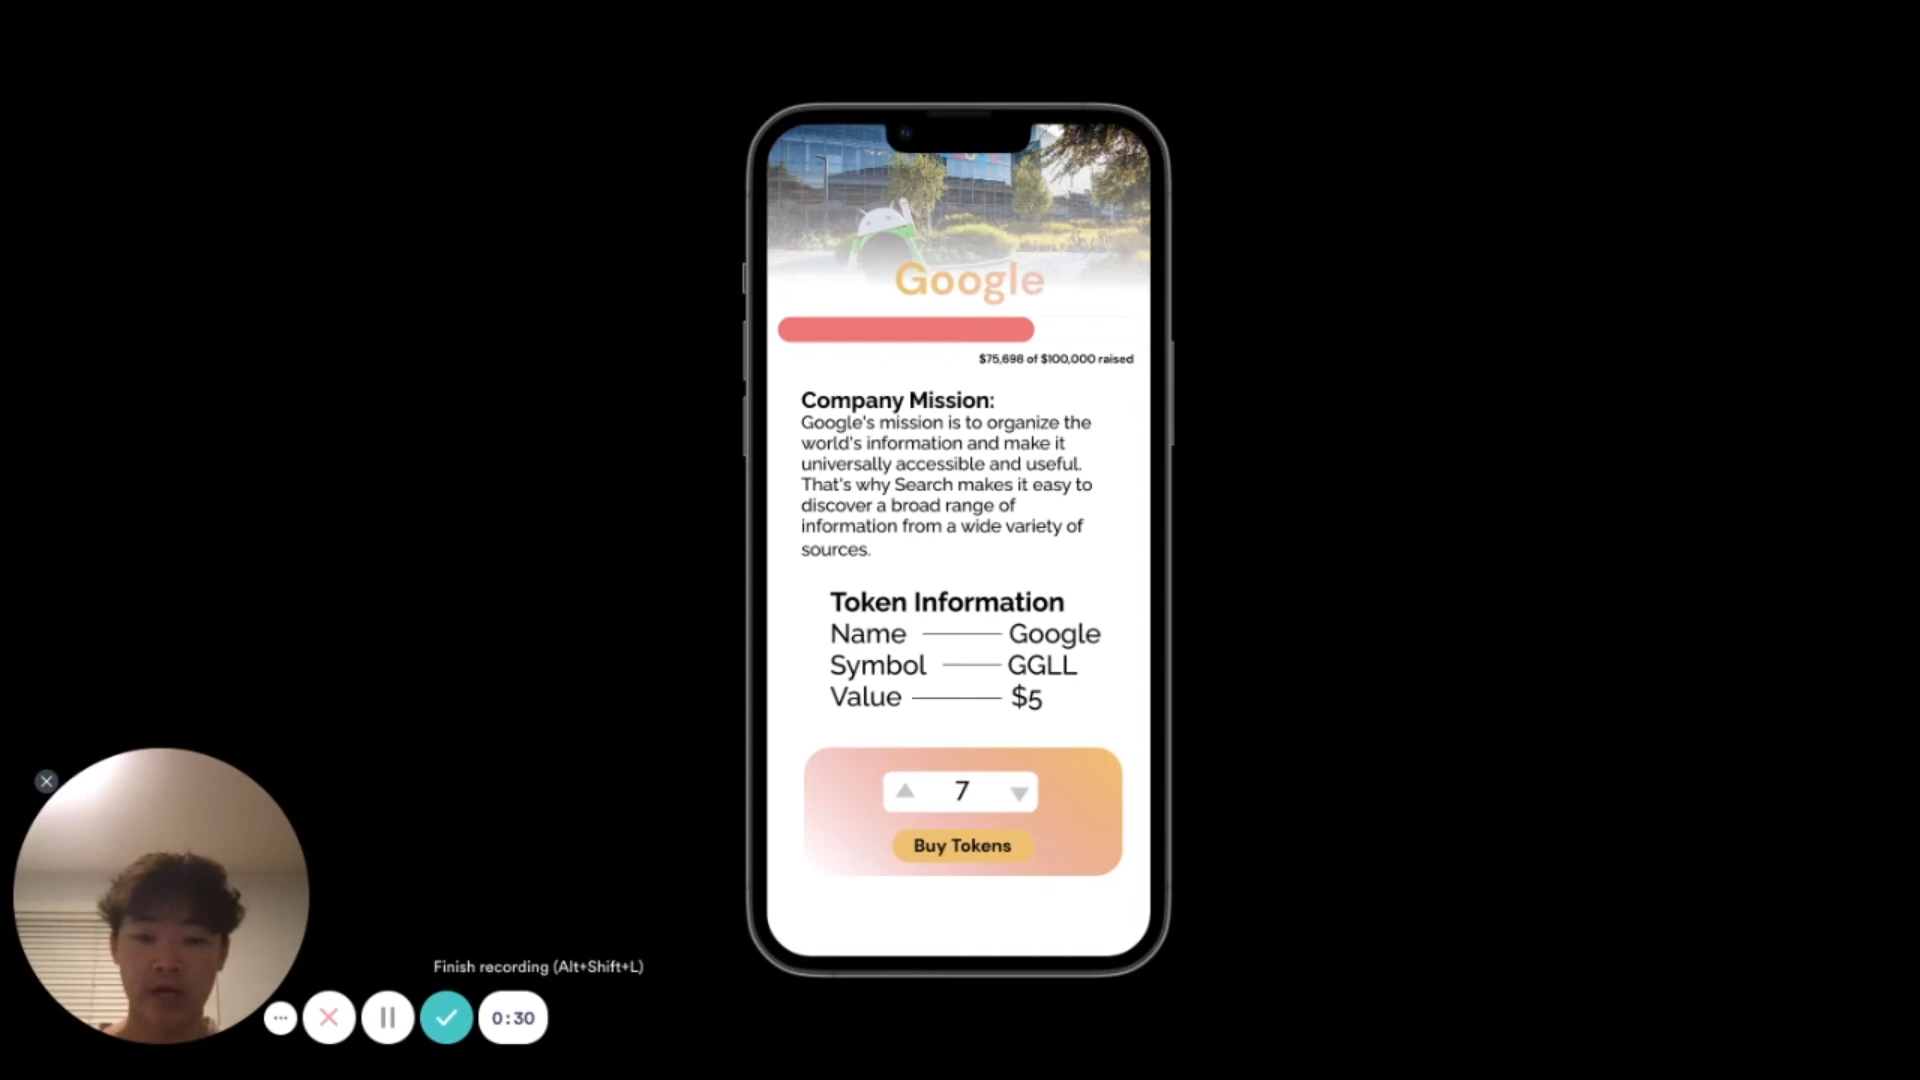 Google
$75,698 of $100,000 raised
Company Mission:
Google's mission is to organize the
world's information and make it
universally accessible and useful.
That's why Search makes it easy to
discover a broad range of
information from a wide variety of
sources.
Token Information
Name Google
Symbol GGLL
Value $5
7
Buy Tokens
Finish recording (Alt+Shift+L)
0:30